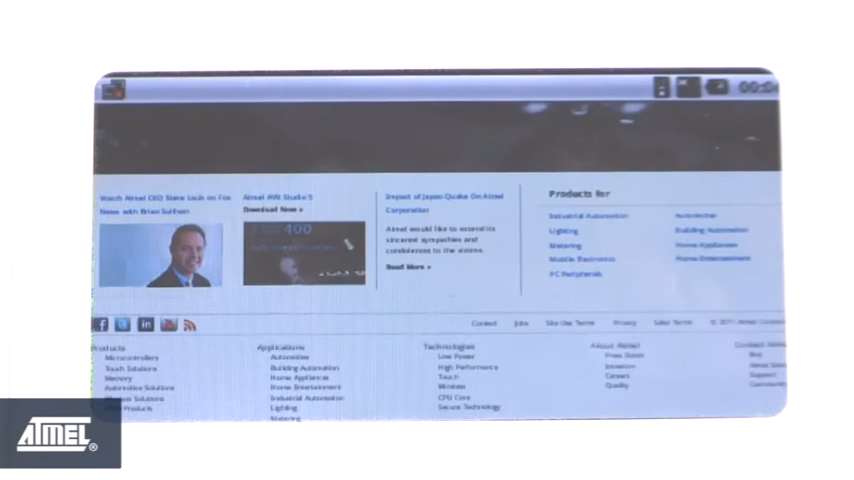 Watch Atmel CEO Steve Laub on Fox
News with Brian Sullivan
Atmel AVR Studio 5
Download Now »
400
Impact of Japan Quake On Atmel
Corporation
Atmel would like to extend its
sincerest sympathies and
condolences to the victims.
Read More »
Products for
Industrial Automation
Lighting
Metering
Mobile Electronics
PC Peripherals
Automotive
Building Automation
Home Appliances
Home Entertainment
Contact
Jobs
Site Use Terms
Privacy
Sales Terms
© 2011 Atmel
Products
Microcontrollers
Touch Solutions
Memory
Automotive Solutions
Solutions
Products
Applications
Automotive
Building Automation
Home Appliances
Home Entertainment
Industrial Automation
Lighting
Metering
Technologies
Low Power
High Performance
Touch
Wireless
CPU Core
Secure Technology
About Atmel
Press Room
Investors
Careers
Quality
Contact
Buy
Support
ATMEL®